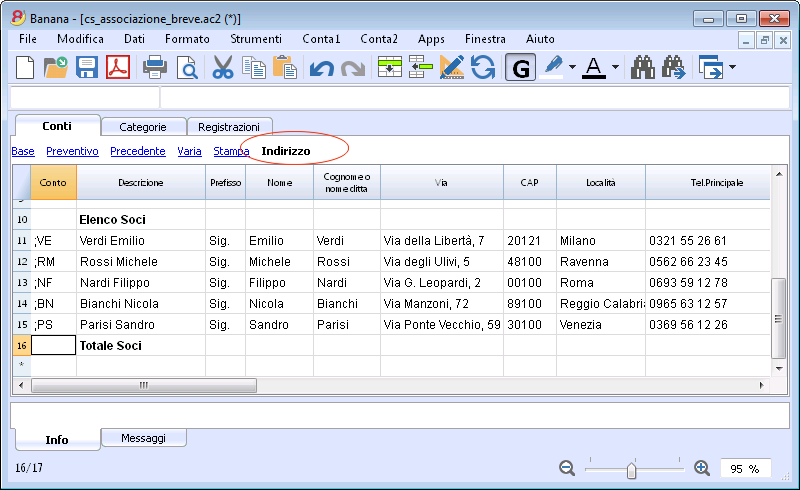 Banana - [cs_associazione_breve.ac2 (*)]
File Modifica Dati Formato Strumenti Conta1 Conta2 Apps Finestra Aiuto
G A
Conti Categorie Registrazioni
Base Preventivo Precedente Varia Stampa Indirizzo
Conto Descrizione Prefisso Nome Cognome o nome ditta Via CAP Località Tel.Principale
10 Elenco Soci
11 ;VE Verdi Emilio Sig. Emilio Verdi Via della Libertà, 7 20121 Milano 0321 55 26 61
12 ;RM Rossi Michele Sig. Michele Rossi Via degli Ulivi, 5 48100 Ravenna 0562 66 23 45
13 ;NF Nardi Filippo Sig. Filippo Nardi Via G. Leopardi, 2 00100 Roma 0693 59 12 78
14 ;BN Bianchi Nicola Sig. Nicola Bianchi Via Manzoni, 72 89100 Reggio Calabria 0965 63 12 57
15 ;PS Parisi Sandro Sig. Sandro Parisi Via Ponte Vecchio, 59 30100 Venezia 0369 56 12 26
16 Totale Soci
*
Info Messaggi
16/17 95 %